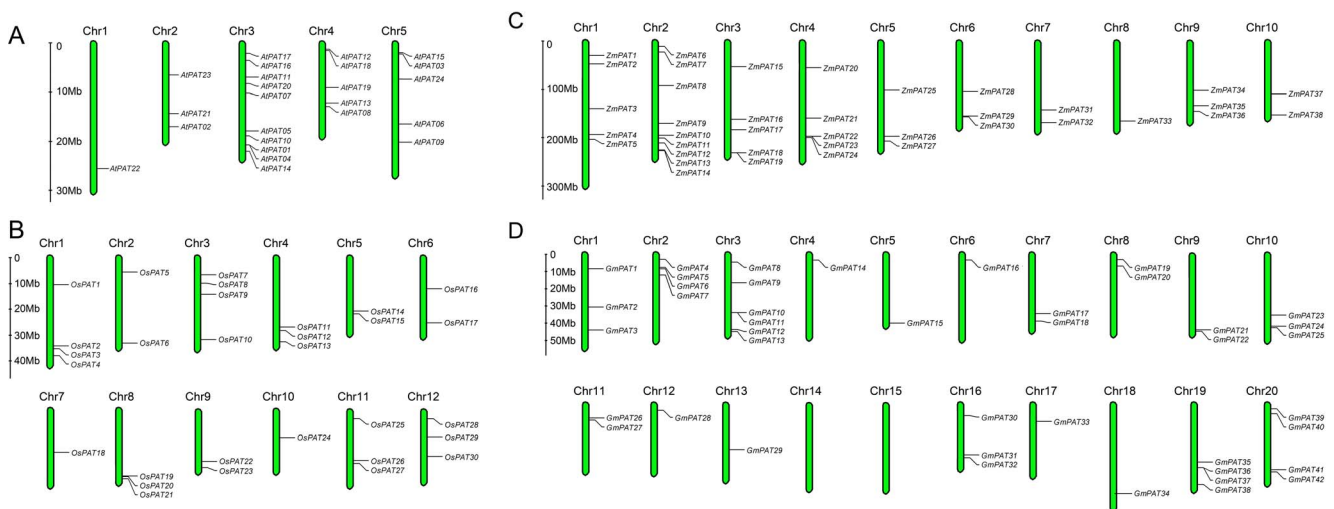 A
Chr1 Chr2 Chr3 Chr4 Chr5
0
10Mb
20Mb
30Mb
AtPAT22
AtPAT23
AtPAT21
AtPAT02
AtPAT17
AtPAT16
AtPAT11
AtPAT20
AtPAT07
AtPAT05
AtPAT10
AtPAT01
AtPAT04
AtPAT14
AtPAT12
AtPAT18
AtPAT19
AtPAT13
AtPAT08
AtPAT15
AtPAT03
AtPAT24
AtPAT06
AtPAT09
B
Chr1 Chr2 Chr3 Chr4 Chr5 Chr6
0
10Mb
20Mb
30Mb
40Mb
OsPAT1
OsPAT2
OsPAT3
OsPAT4
OsPAT5
OsPAT6
OsPAT7
OsPAT8
OsPAT9
OsPAT10
OsPAT11
OsPAT12
OsPAT13
OsPAT14
OsPAT15
OsPAT16
OsPAT17
Chr7 Chr8 Chr9 Chr10 Chr11 Chr12
OsPAT18
OsPAT19
OsPAT20
OsPAT21
OsPAT22
OsPAT23
OsPAT24
OsPAT25
OsPAT26
OsPAT27
OsPAT28
OsPAT29
OsPAT30
C
Chr1 Chr2 Chr3 Chr4 Chr5 Chr6 Chr7 Chr8 Chr9 Chr10
0
100Mb
200Mb
300Mb
ZmPAT1
ZmPAT2
ZmPAT3
ZmPAT4
ZmPAT5
ZmPAT6
ZmPAT7
ZmPAT8
ZmPAT9
ZmPAT10
ZmPAT11
ZmPAT12
ZmPAT13
ZmPAT14
ZmPAT15
ZmPAT16
ZmPAT17
ZmPAT18
ZmPAT19
ZmPAT20
ZmPAT21
ZmPAT22
ZmPAT23
ZmPAT24
ZmPAT25
ZmPAT26
ZmPAT27
ZmPAT28
ZmPAT29
ZmPAT30
ZmPAT31
ZmPAT32
ZmPAT33
ZmPAT34
ZmPAT35
ZmPAT36
ZmPAT37
ZmPAT38
D
Chr1 Chr2 Chr3 Chr4 Chr5 Chr6 Chr7 Chr8 Chr9 Chr10
0
10Mb
20Mb
30Mb
40Mb
50Mb
GmPAT1
GmPAT2
GmPAT3
GmPAT4
GmPAT5
GmPAT6
GmPAT7
GmPAT8
GmPAT9
GmPAT10
GmPAT11
GmPAT12
GmPAT13
GmPAT14
GmPAT15
GmPAT16
GmPAT17
GmPAT18
GmPAT19
GmPAT20
GmPAT21
GmPAT22
GmPAT23
GmPAT24
GmPAT25
Chr11 Chr12 Chr13 Chr14 Chr15 Chr16 Chr17 Chr18 Chr19 Chr20
GmPAT26
GmPAT27
GmPAT28
GmPAT29
GmPAT30
GmPAT31
GmPAT32
GmPAT33
GmPAT34
GmPAT35
GmPAT36
GmPAT37
GmPAT38
GmPAT39
GmPAT40
GmPAT41
GmPAT42